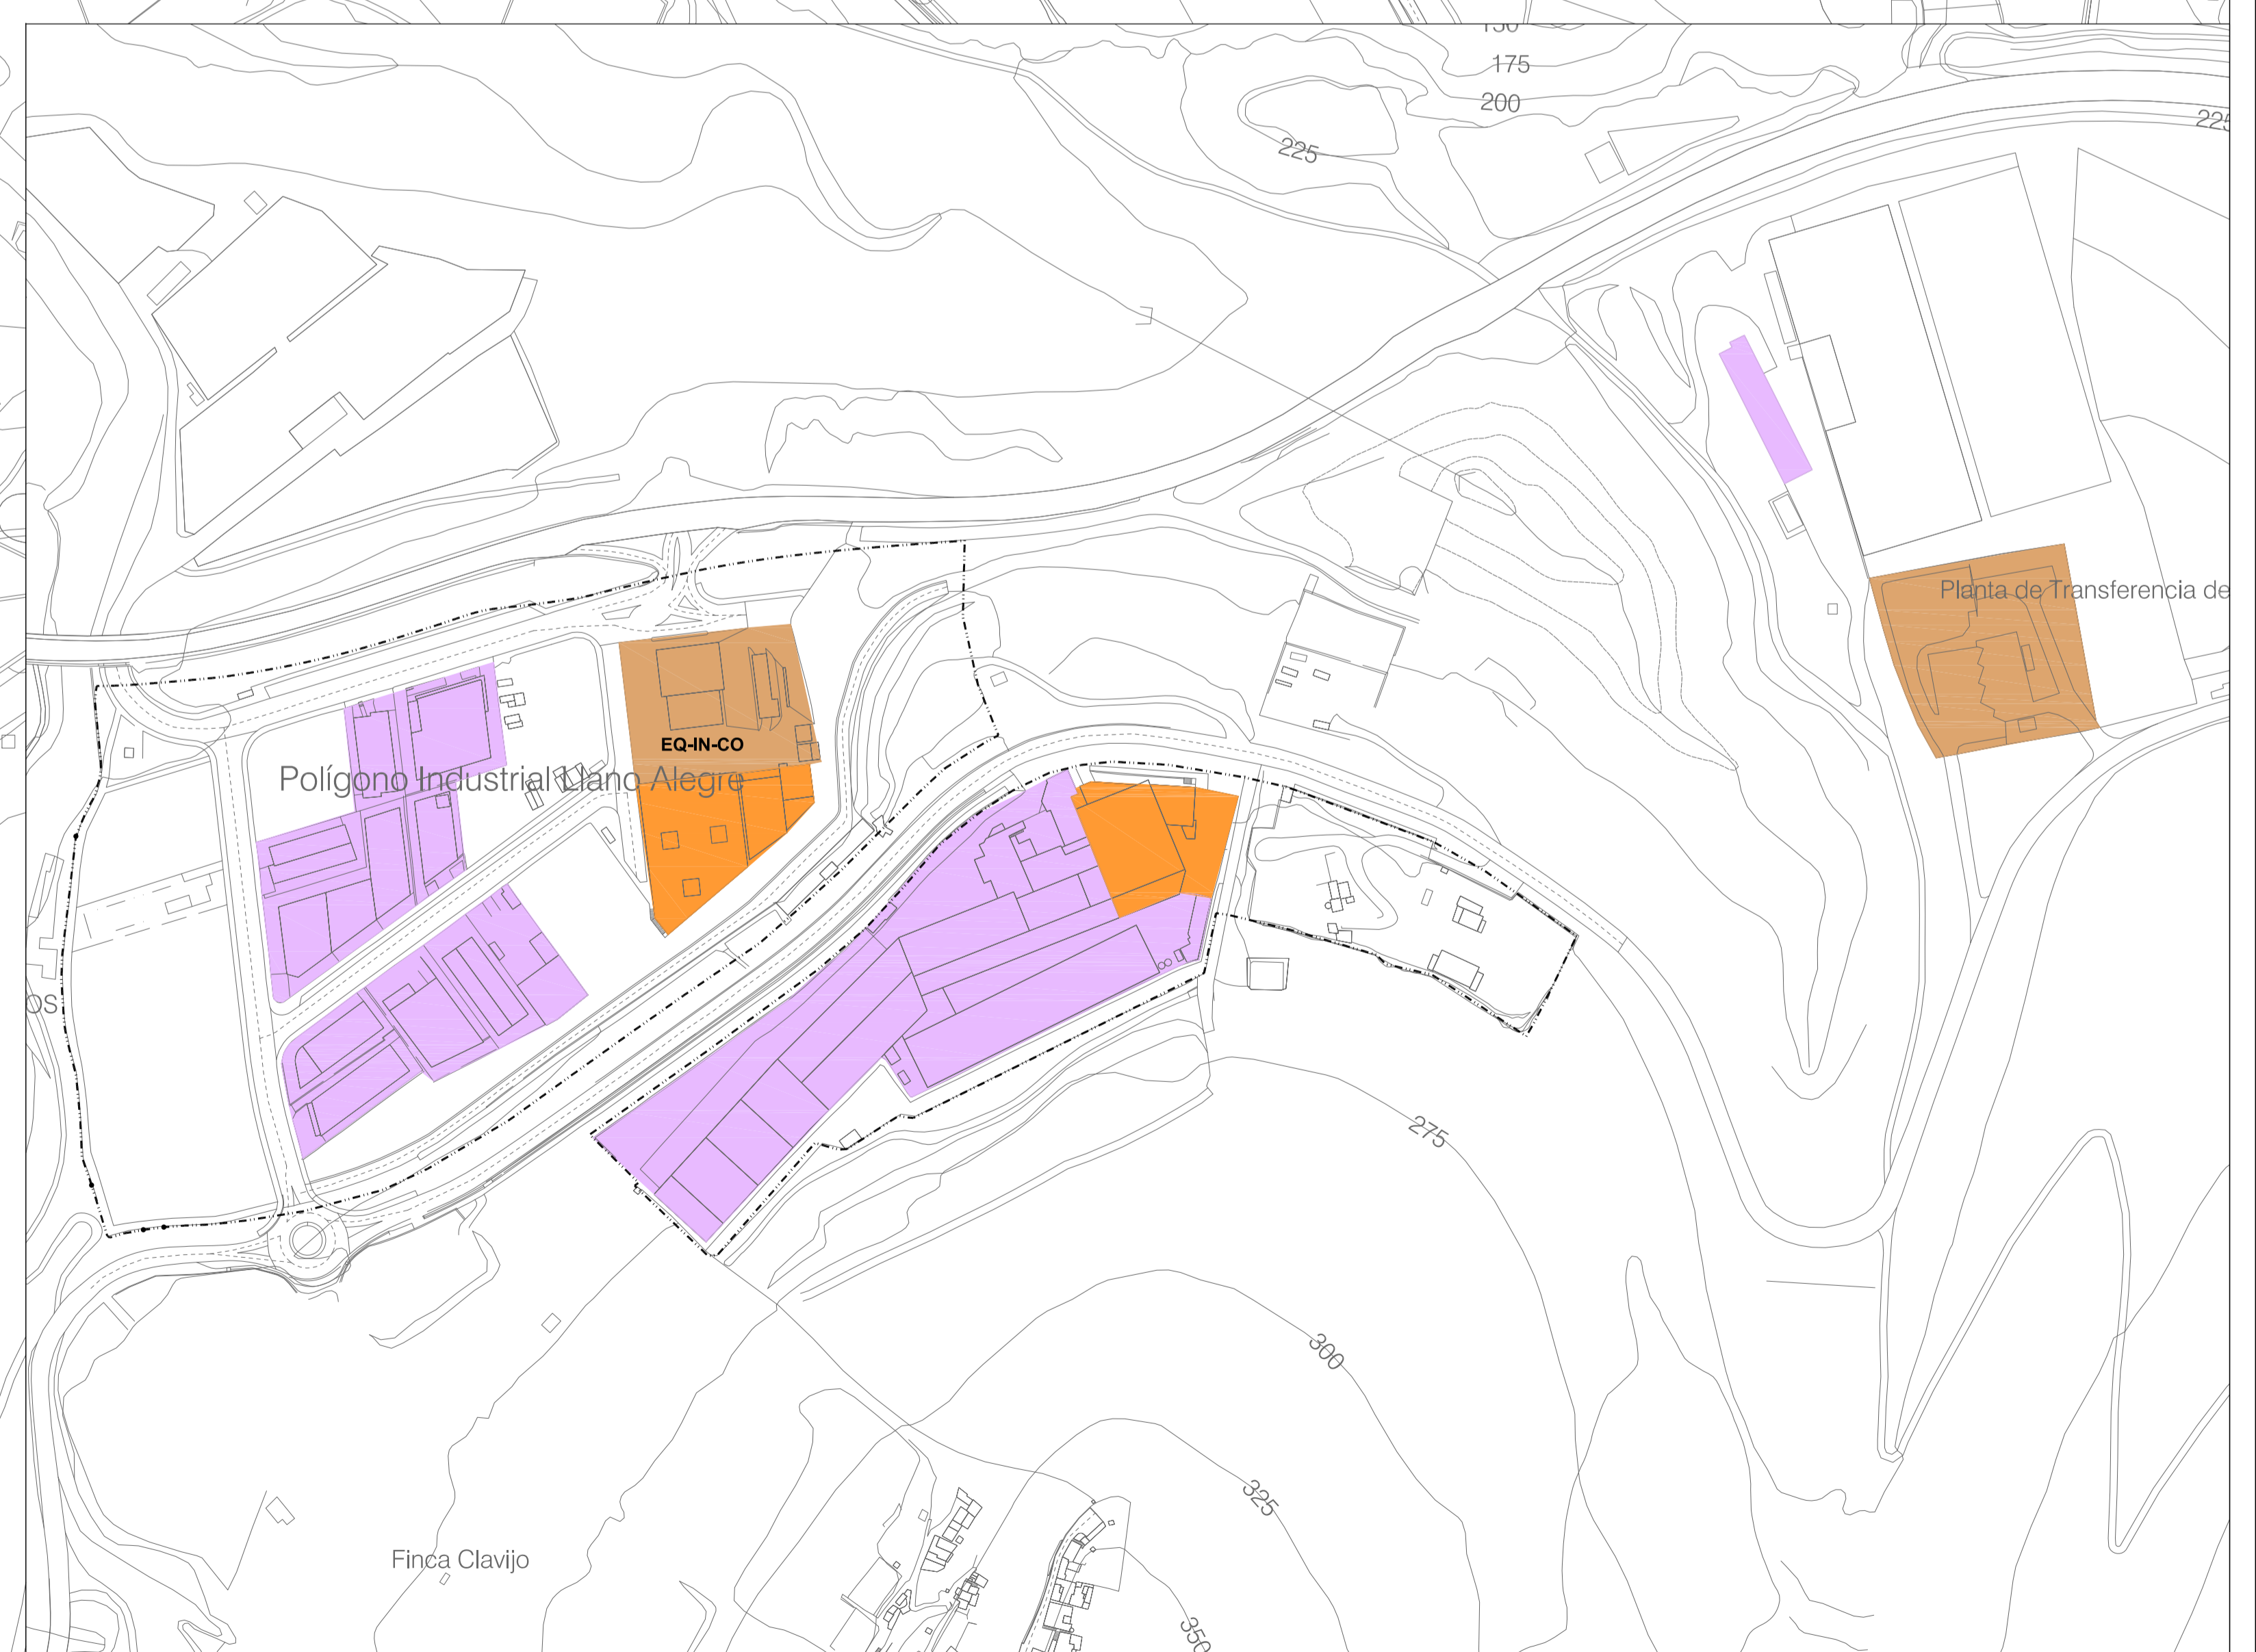 175
200
225
225
Planta de Transferencia de
EQ-IN-CO
Polígono Industrial Llano Alegre
OS
275
300
325
Finca Clavijo
350